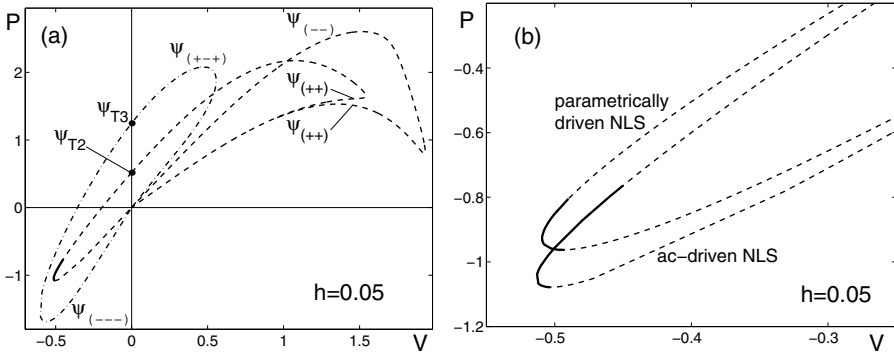 P
(a)
2
1
0
-1
ψ(+-+)
ψ(--)
ψT3
ψT2
ψ(++)
ψ(++)
ψ(---)
h=0.05
-0.5
0
0.5
1
1.5
V
P
(b)
-0.4
-0.6
-0.8
-1
-1.2
parametrically
driven NLS
ac-driven NLS
h=0.05
-0.5
-0.4
-0.3
V